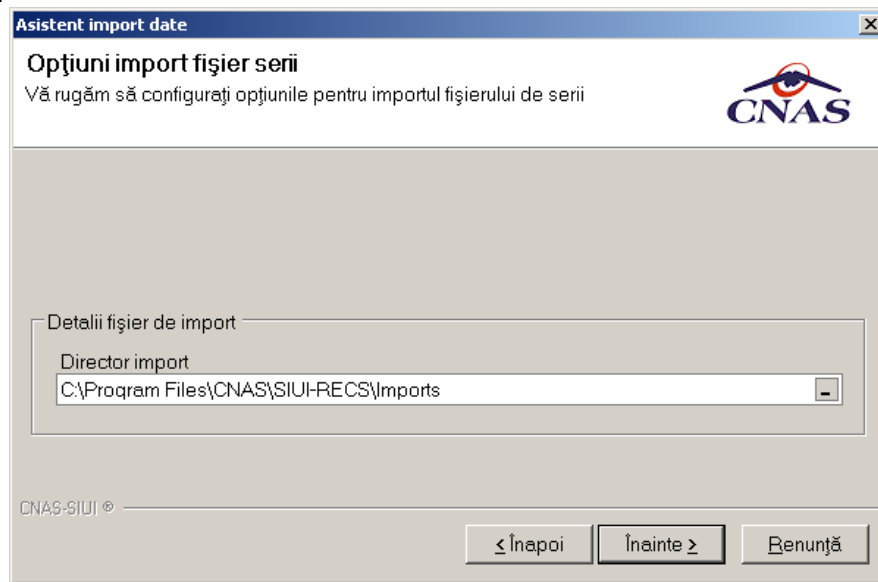 Asistent import date
Opţiuni import fişier serii
Vă rugăm să configuraţi opţiunile pentru importul fişierului de serii
CNAS
Detalii fişier de import
Director import
C:\Program Files\CNAS\SIUI-RECS\Imports
CNAS-SIUI ®
< Înapoi
Înainte >
Renunţă